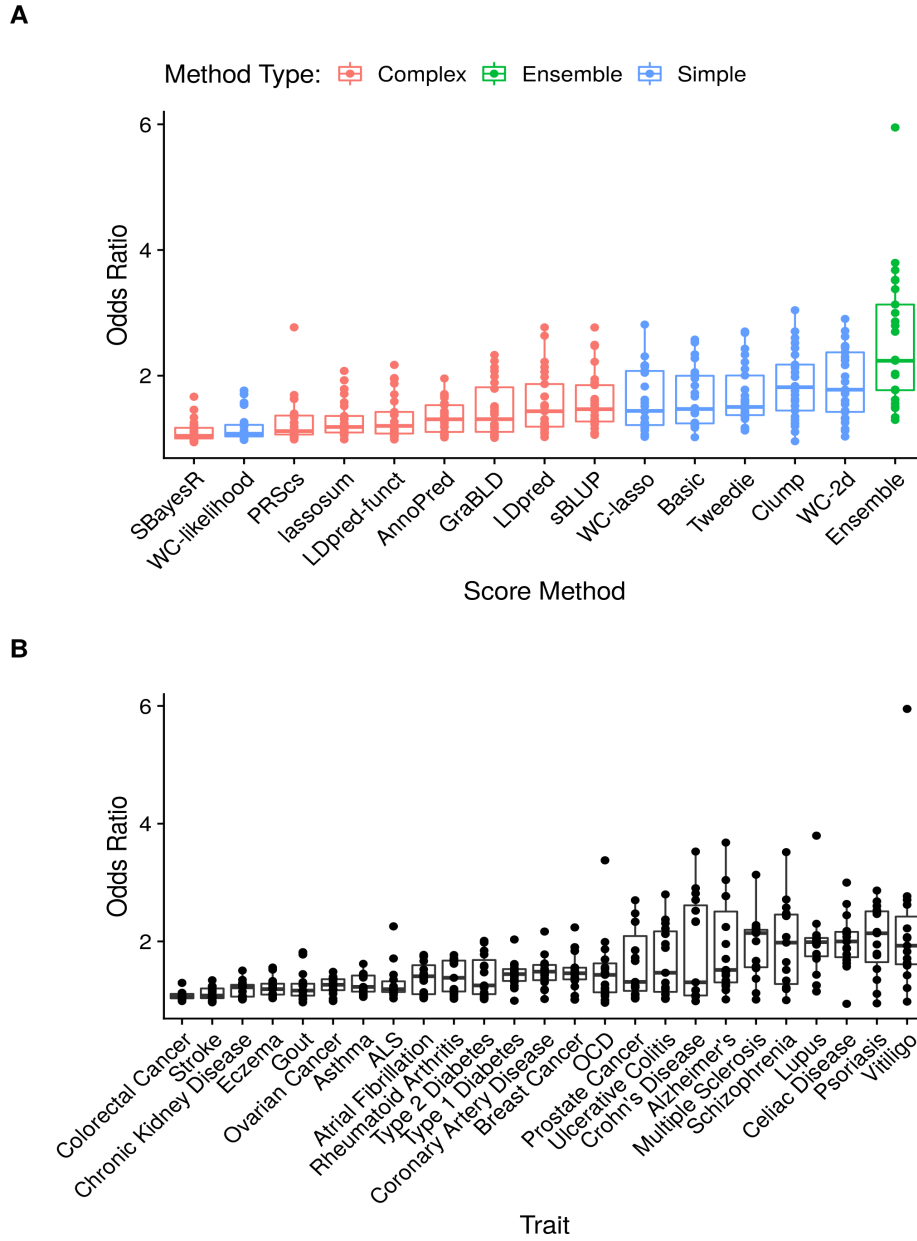 A
Method Type: Complex Ensemble Simple
6
4
2
Odds Ratio
SBayesR
WC-likelihood
PRScs
lassosum
LDpred-funct
AnnoPred
GraBLD
LDpred
sBLUP
WC-lasso
Basic
Tweedie
Clump
WC-2d
Ensemble
Score Method
B
6
4
2
Odds Ratio
Colorectal Cancer
Stroke
Chronic Kidney Disease
Eczema
Gout
Ovarian Cancer
Asthma
ALS
Atrial Fibrillation
Rheumatoid Arthritis
Type 2 Diabetes
Type 1 Diabetes
Coronary Artery Disease
Breast Cancer
OCD
Prostate Cancer
Ulcerative Colitis
Crohn's Disease
Alzheimer's
Multiple Sclerosis
Schizophrenia
Lupus
Celiac Disease
Psoriasis
Vitiligo
Trait